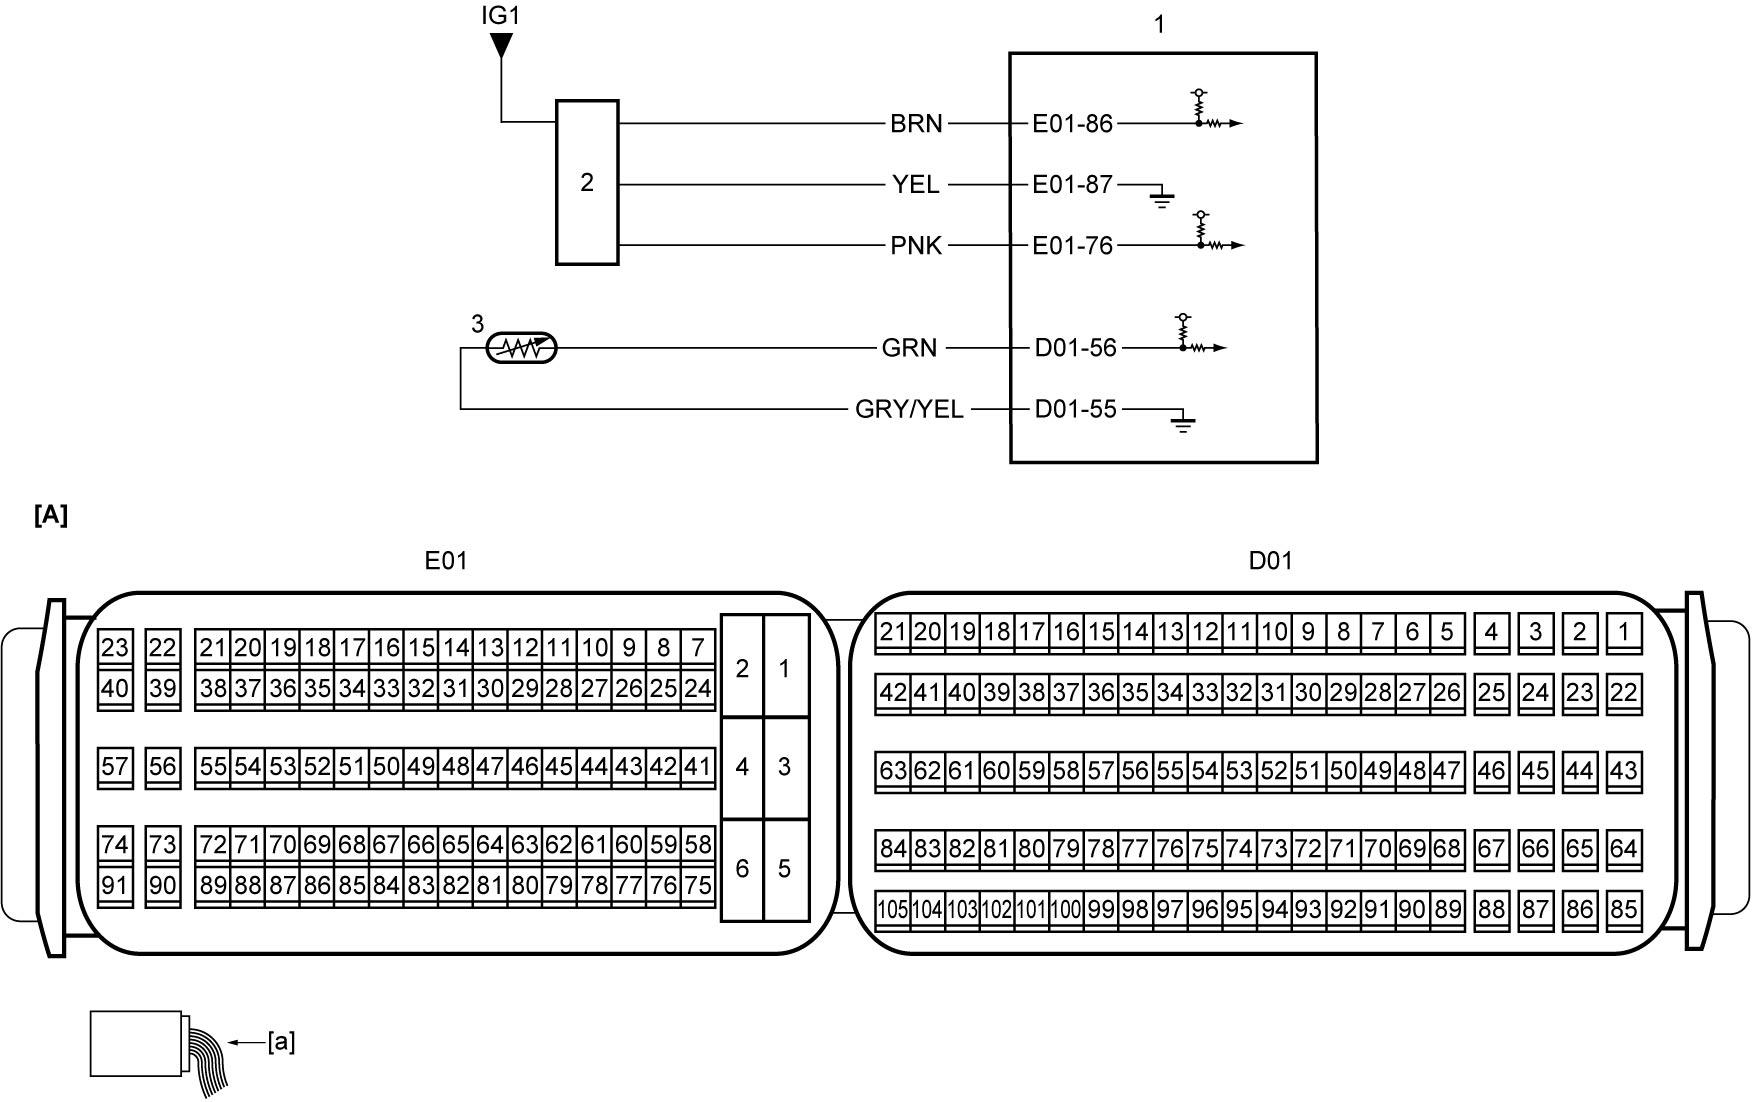 IG1
1
BRN E01-86
2
YEL E01-87
PNK E01-76
3
GRN D01-56
GRY/YEL D01-55
[A]
E01 D01
23 22 21 20 19 18 17 16 15 14 13 12 11 10 9 8 7
40 39 38 37 36 35 34 33 32 31 30 29 28 27 26 25 24
2 1
57 56 55 54 53 52 51 50 49 48 47 46 45 44 43 42 41
4 3
74 73 72 71 70 69 68 67 66 65 64 63 62 61 60 59 58
91 90 89 88 87 86 85 84 83 82 81 80 79 78 77 76 75
6 5
21 20 19 18 17 16 15 14 13 12 11 10 9 8 7 6 5 4 3 2 1
42 41 40 39 38 37 36 35 34 33 32 31 30 29 28 27 26 25 24 23 22
63 62 61 60 59 58 57 56 55 54 53 52 51 50 49 48 47 46 45 44 43
84 83 82 81 80 79 78 77 76 75 74 73 72 71 70 69 68 67 66 65 64
105 104 103 102 101 100 99 98 97 96 95 94 93 92 91 90 89 88 87 86 85
[a]